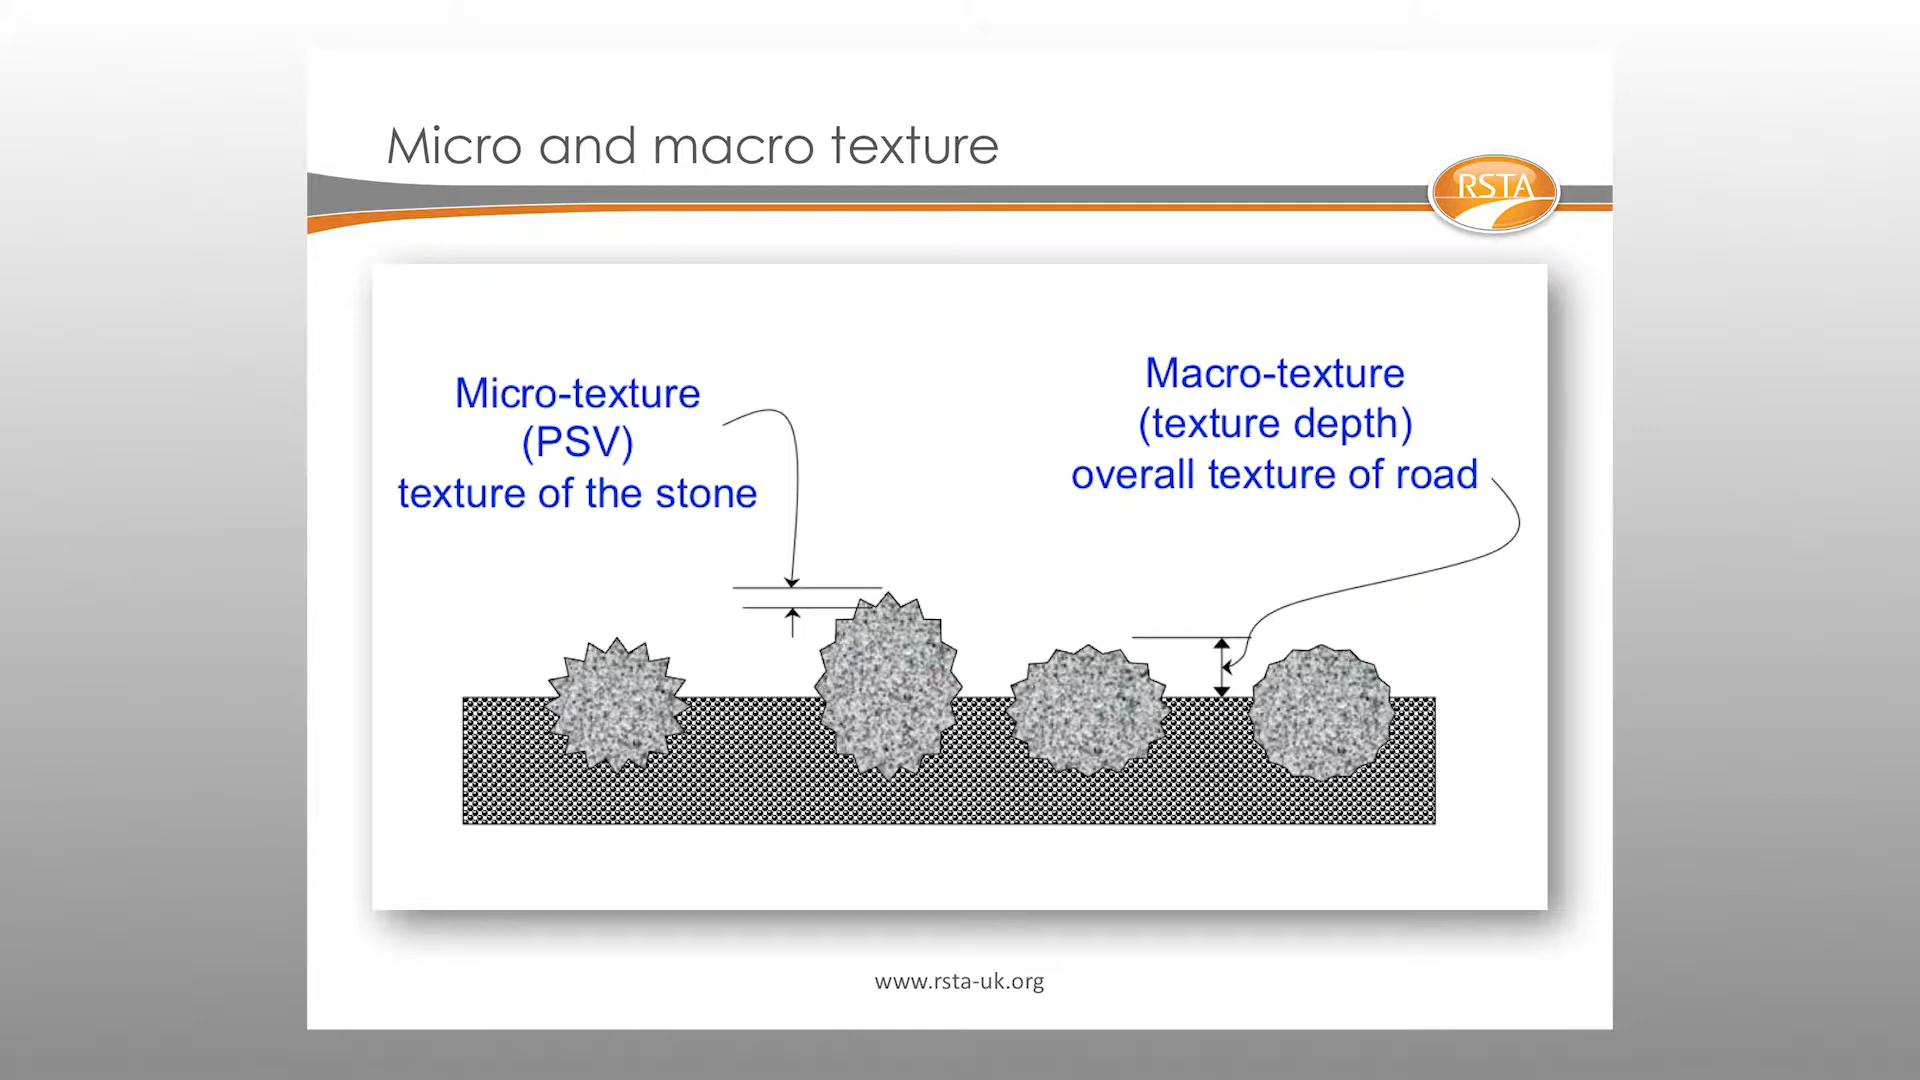 Micro and macro texture
RSTA
Micro-texture
(PSV)
texture of the stone
Macro-texture
(texture depth)
overall texture of road
www.rsta-uk.org